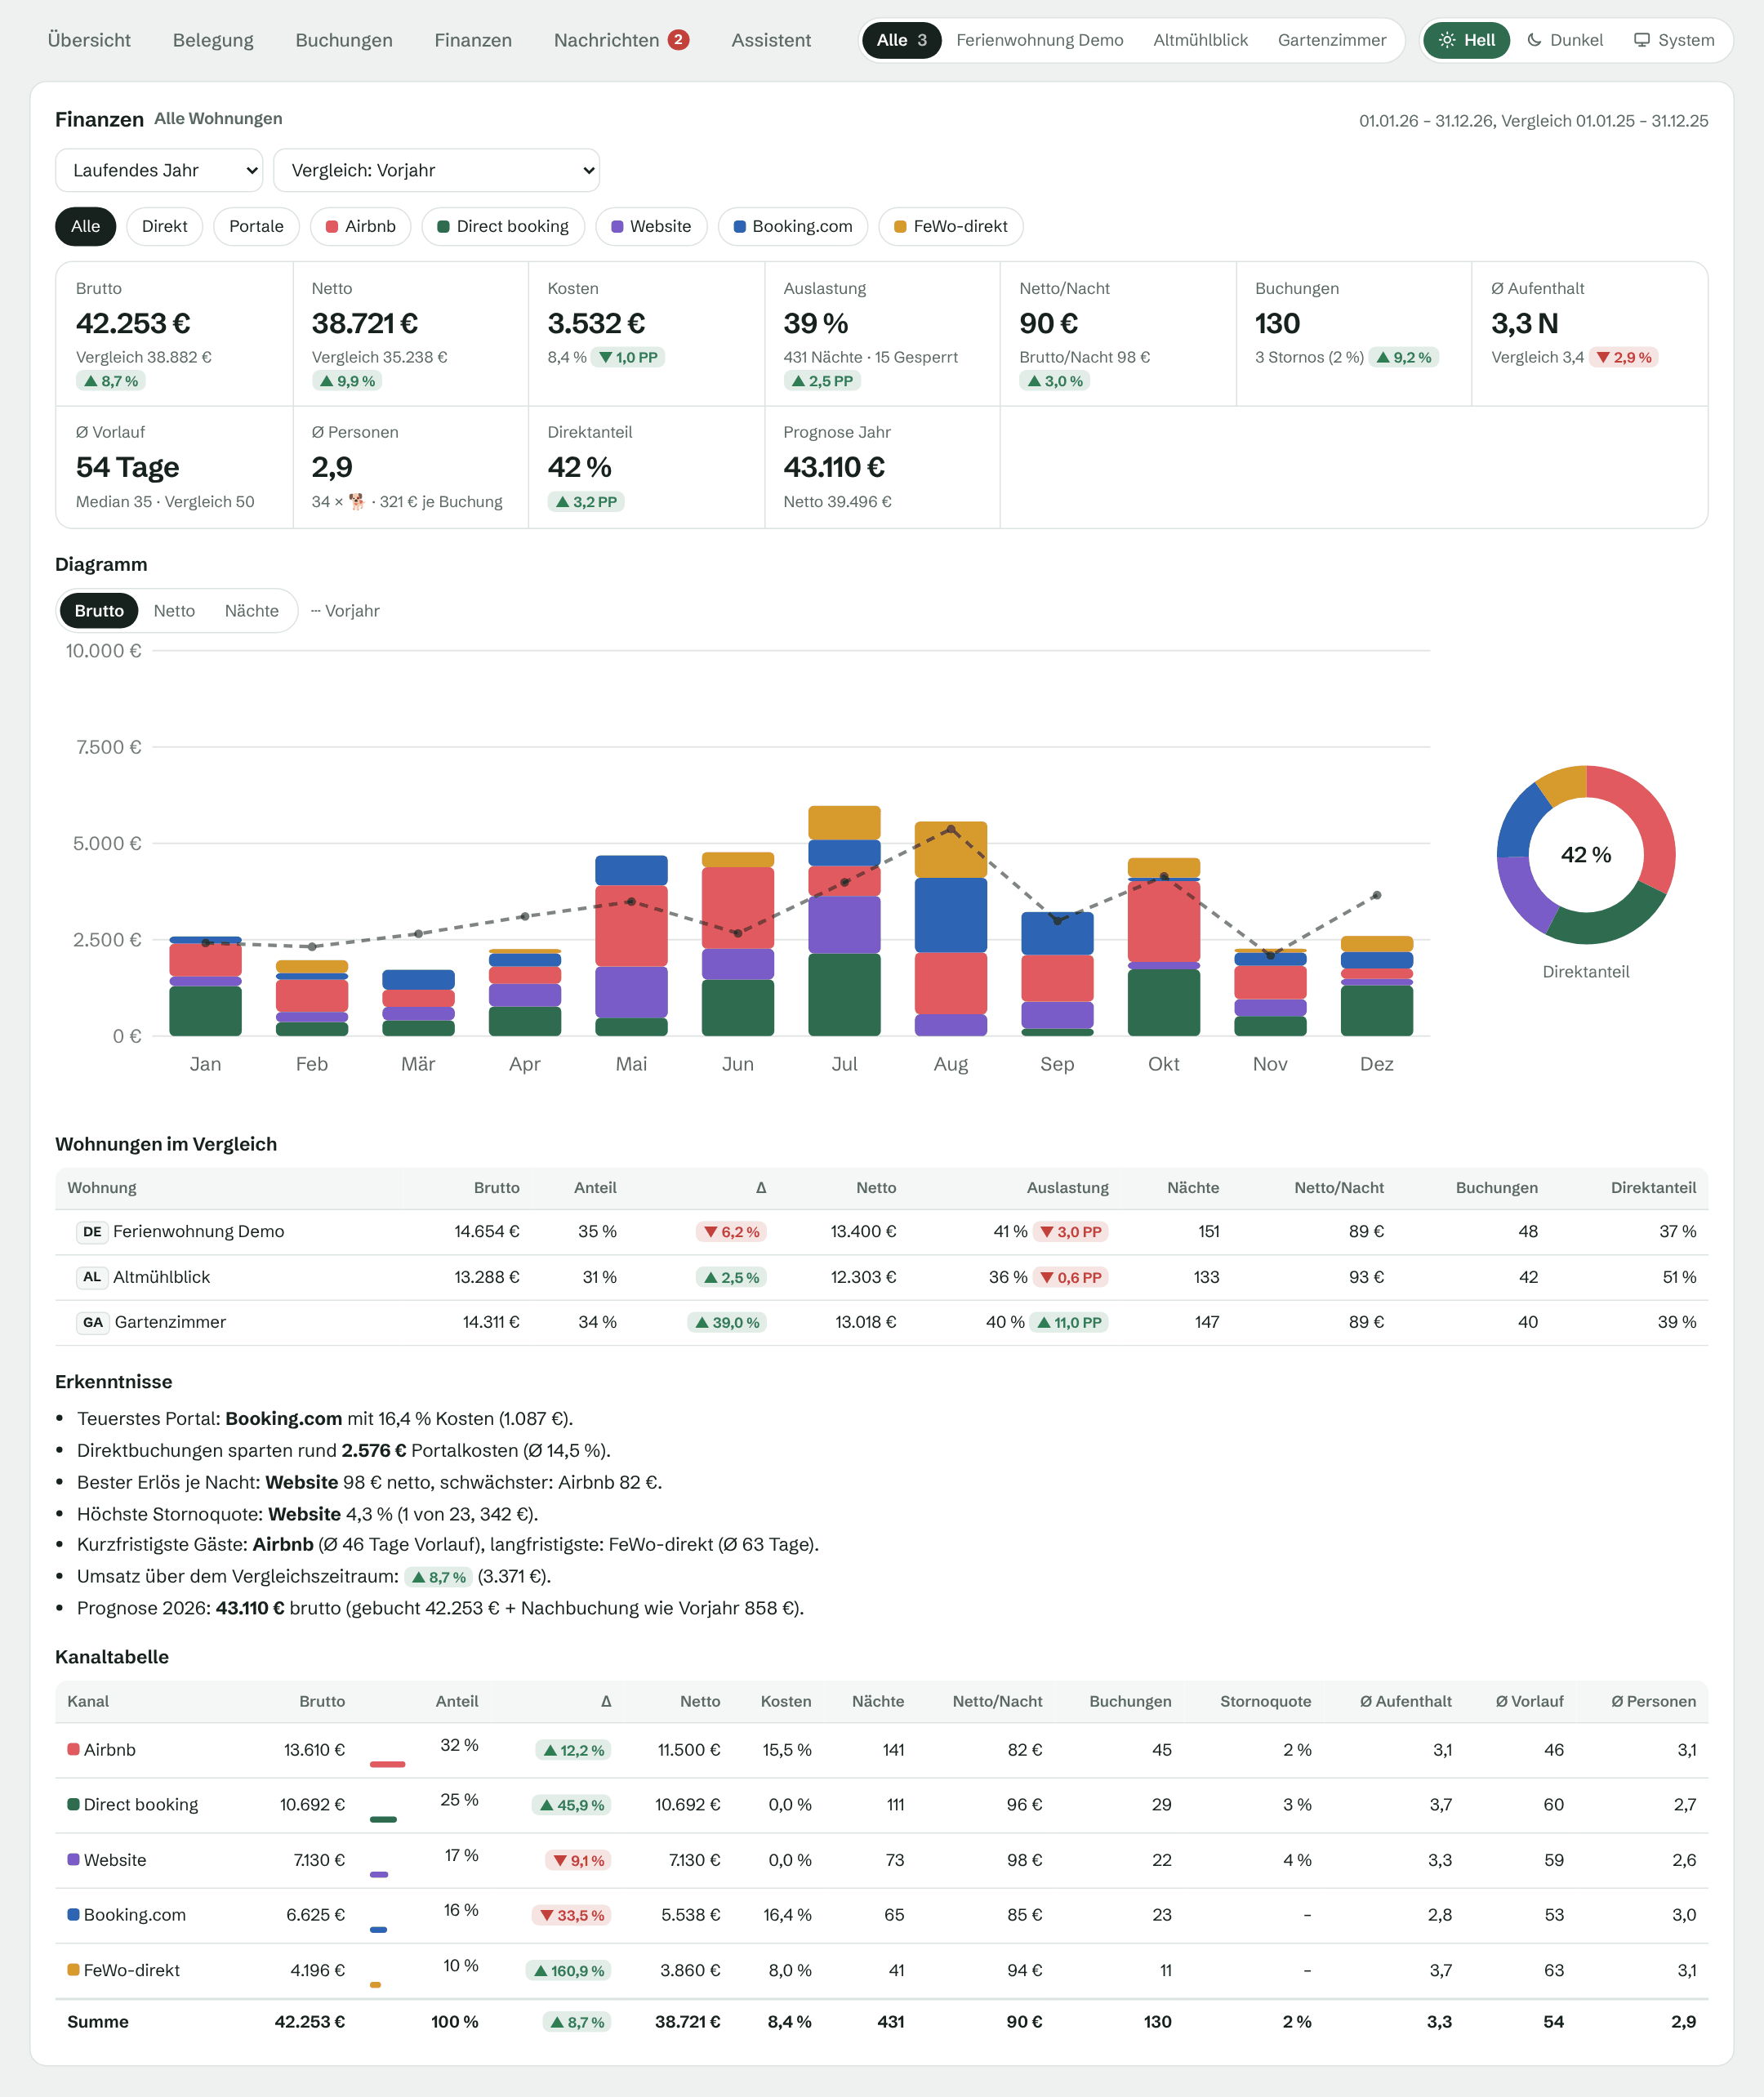 Übersicht Belegung Buchungen Finanzen Nachrichten 2 Assistent Alle 3 Ferienwohnung Demo Altmühlblick Gartenzimmer Hell Dunkel System
Finanzen Alle Wohnungen 01.01.26 – 31.12.26, Vergleich 01.01.25 – 31.12.25
Laufendes Jahr Vergleich: Vorjahr
Alle Direkt Portale Airbnb Direct booking Website Booking.com FeWo-direkt
Brutto Netto Kosten Auslastung Netto/Nacht Buchungen Ø Aufenthalt
42.253 € 38.721 € 3.532 € 39 % 90 € 130 3,3 N
Vergleich 38.882 € Vergleich 35.238 € 8,4 % ▼ 1,0 PP 431 Nächte · 15 Gesperrt Brutto/Nacht 98 € 3 Stornos (2 %) ▲ 9,2 % Vergleich 3,4 ▼ 2,9 %
▲ 8,7 % ▲ 9,9 % ▲ 2,5 PP ▲ 3,0 %
Ø Vorlauf Ø Personen Direktanteil Prognose Jahr
54 Tage 2,9 42 % 43.110 €
Median 35 · Vergleich 50 34 × 🐕 · 321 € je Buchung ▲ 3,2 PP Netto 39.496 €
Diagramm
Brutto Netto Nächte ┄ Vorjahr
10.000 €
7.500 €
5.000 €
42 %
Direktanteil
2.500 €
0 €
Jan Feb Mär Apr Mai Jun Jul Aug Sep Okt Nov Dez
Wohnungen im Vergleich
Wohnung Brutto Anteil Δ Netto Auslastung Nächte Netto/Nacht Buchungen Direktanteil
DE Ferienwohnung Demo 14.654 € 35 % ▼ 6,2 % 13.400 € 41 % ▼ 3,0 PP 151 89 € 48 37 %
AL Altmühlblick 13.288 € 31 % ▲ 2,5 % 12.303 € 36 % ▼ 0,6 PP 133 93 € 42 51 %
GA Gartenzimmer 14.311 € 34 % ▲ 39,0 % 13.018 € 40 % ▲ 11,0 PP 147 89 € 40 39 %
Erkenntnisse
• Teuerstes Portal: Booking.com mit 16,4 % Kosten (1.087 €).
• Direktbuchungen sparten rund 2.576 € Portalkosten (Ø 14,5 %).
• Bester Erlös je Nacht: Website 98 € netto, schwächster: Airbnb 82 €.
• Höchste Stornoquote: Website 4,3 % (1 von 23, 342 €).
• Kurzfristigste Gäste: Airbnb (Ø 46 Tage Vorlauf), langfristigste: FeWo-direkt (Ø 63 Tage).
• Umsatz über dem Vergleichszeitraum: ▲ 8,7 % (3.371 €).
• Prognose 2026: 43.110 € brutto (gebucht 42.253 € + Nachbuchung wie Vorjahr 858 €).
Kanaltabelle
Kanal Brutto Anteil Δ Netto Kosten Nächte Netto/Nacht Buchungen Stornoquote Ø Aufenthalt Ø Vorlauf Ø Personen
Airbnb 13.610 € 32 % ▲ 12,2 % 11.500 € 15,5 % 141 82 € 45 2 % 3,1 46 3,1
Direct booking 10.692 € 25 % ▲ 45,9 % 10.692 € 0,0 % 111 96 € 29 3 % 3,7 60 2,7
Website 7.130 € 17 % ▼ 9,1 % 7.130 € 0,0 % 73 98 € 22 4 % 3,3 59 2,6
Booking.com 6.625 € 16 % ▼ 33,5 % 5.538 € 16,4 % 65 85 € 23 – 2,8 53 3,0
FeWo-direkt 4.196 € 10 % ▲ 160,9 % 3.860 € 8,0 % 41 94 € 11 – 3,7 63 3,1
Summe 42.253 € 100 % ▲ 8,7 % 38.721 € 8,4 % 431 90 € 130 2 % 3,3 54 2,9